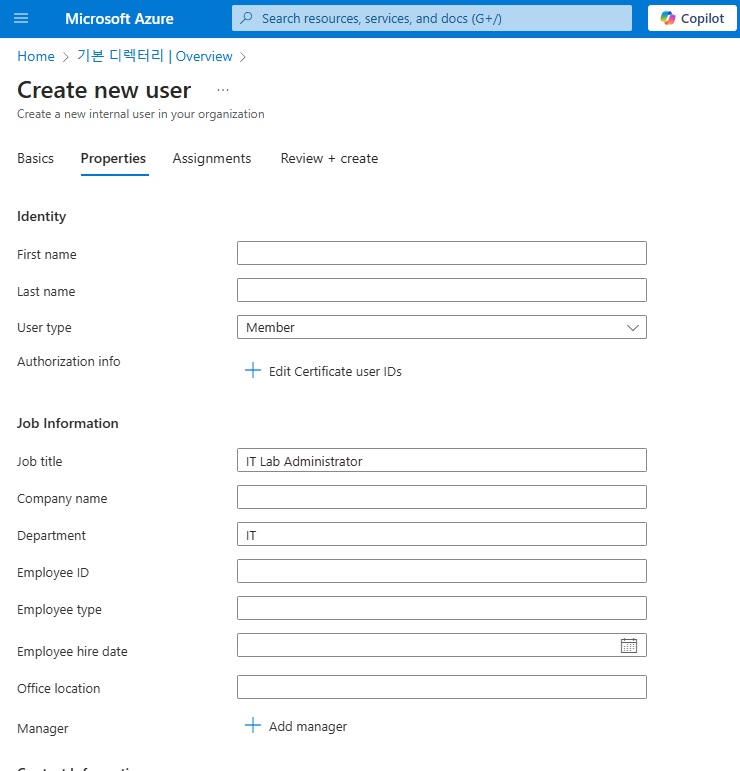 Microsoft Azure
Search resources, services, and docs (G+/)
Copilot
Home > 기본 디렉터리 | Overview >
Create new user ...
Create a new internal user in your organization
Basics Properties Assignments Review + create
Identity
First name
Last name
User type Member
Authorization info
+ Edit Certificate user IDs
Job Information
Job title IT Lab Administrator
Company name
Department IT
Employee ID
Employee type
Employee hire date
Office location
Manager + Add manager